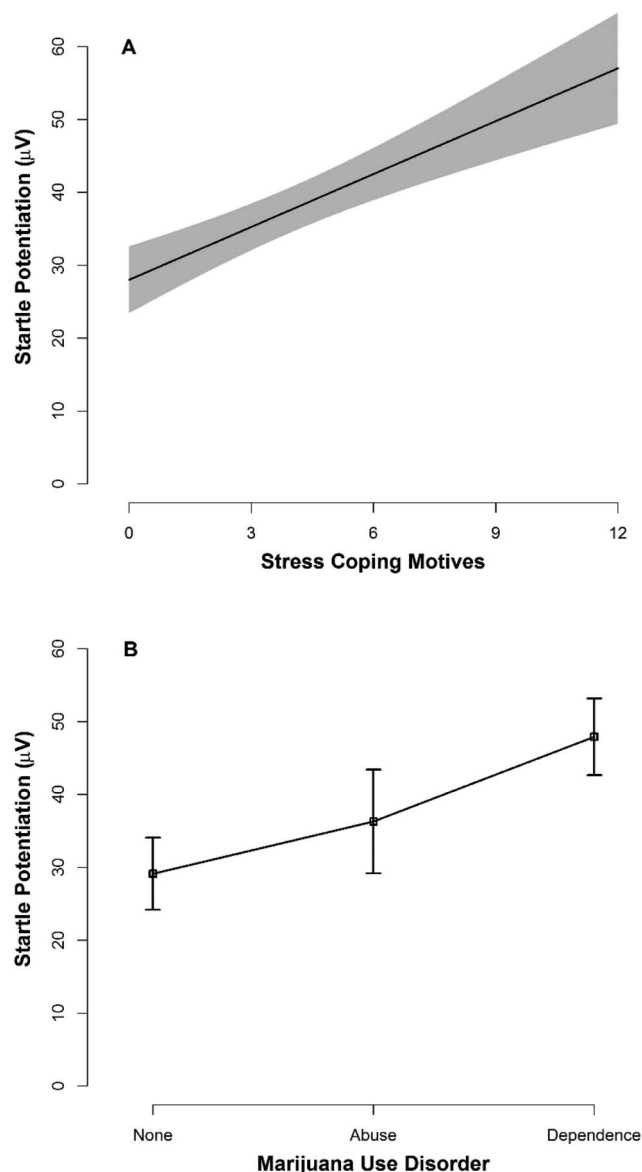 A
Startle Potentiation (µV)
60
50
40
30
20
10
0
0 3 6 9 12
Stress Coping Motives
B
Startle Potentiation (µV)
60
50
40
30
20
10
0
None Abuse Dependence
Marijuana Use Disorder